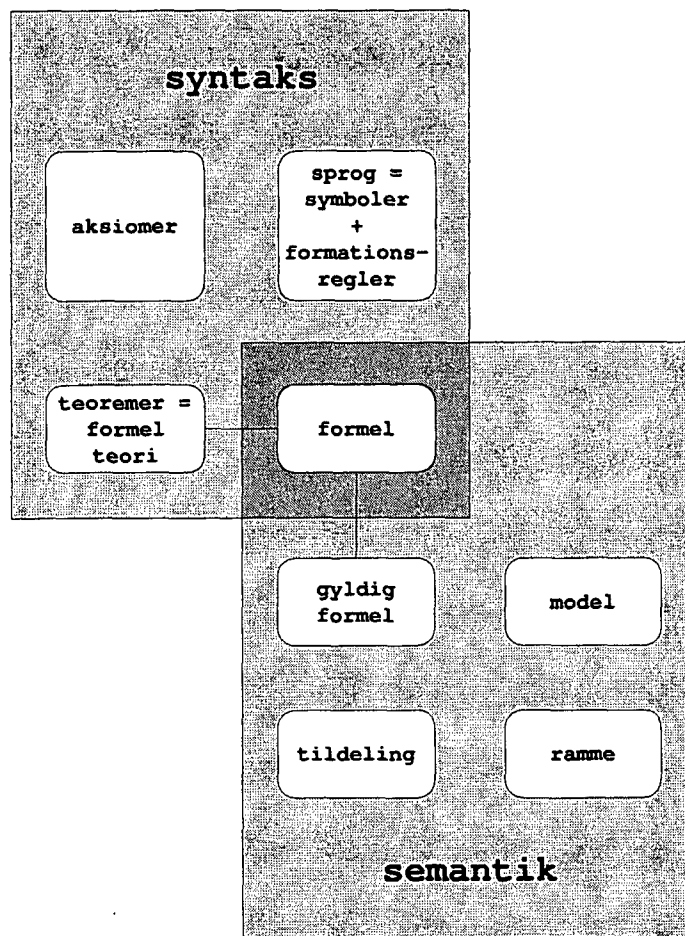 syntaks
aksiomer
sprog =
symboler
+
formations-
regler
teoremer =
formel
teori
formel
gyldig
formel
model
tildeling
ramme
semantik